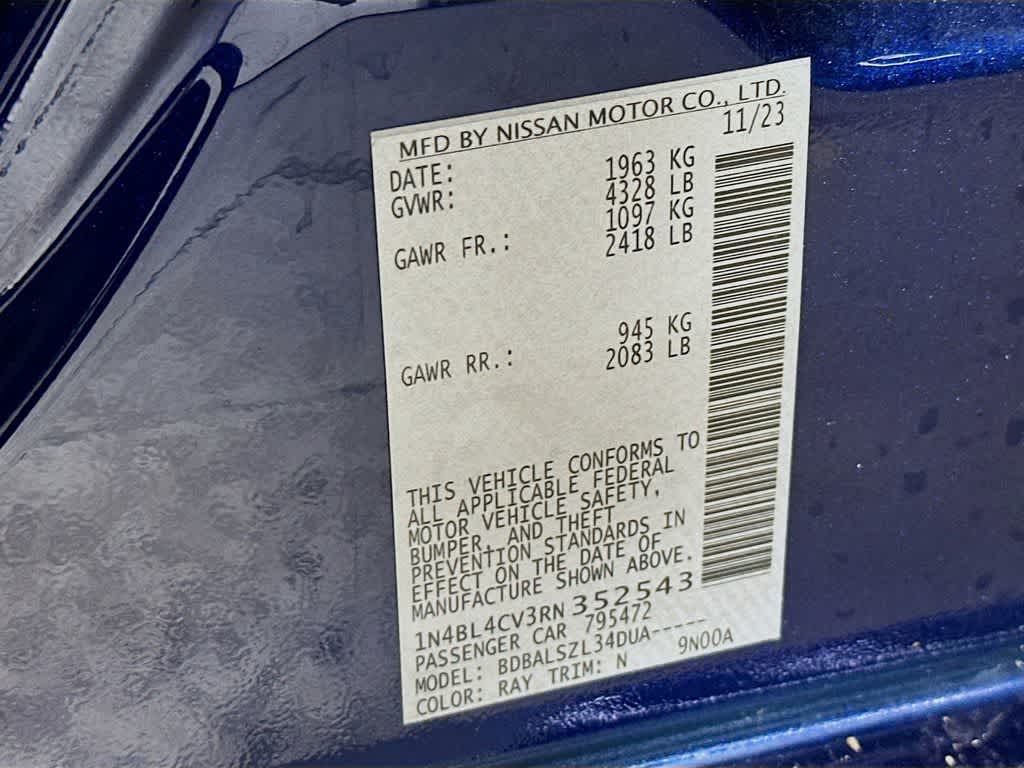 MFD BY NISSAN MOTOR CO., LTD.
DATE: 11/23
GVWR: 1963 KG
4328 LB
GAWR FR.: 1097 KG
2418 LB
GAWR RR.: 945 KG
2083 LB
THIS VEHICLE CONFORMS TO
ALL APPLICABLE FEDERAL
MOTOR VEHICLE SAFETY,
BUMPER, AND THEFT
PREVENTION STANDARDS IN
EFFECT ON THE DATE OF
MANUFACTURE SHOWN ABOVE.
1N4BL4CV3RN352543
PASSENGER CAR 795472
MODEL: BDBALSZL34DUA-----
COLOR: RAY TRIM: N 9N00A